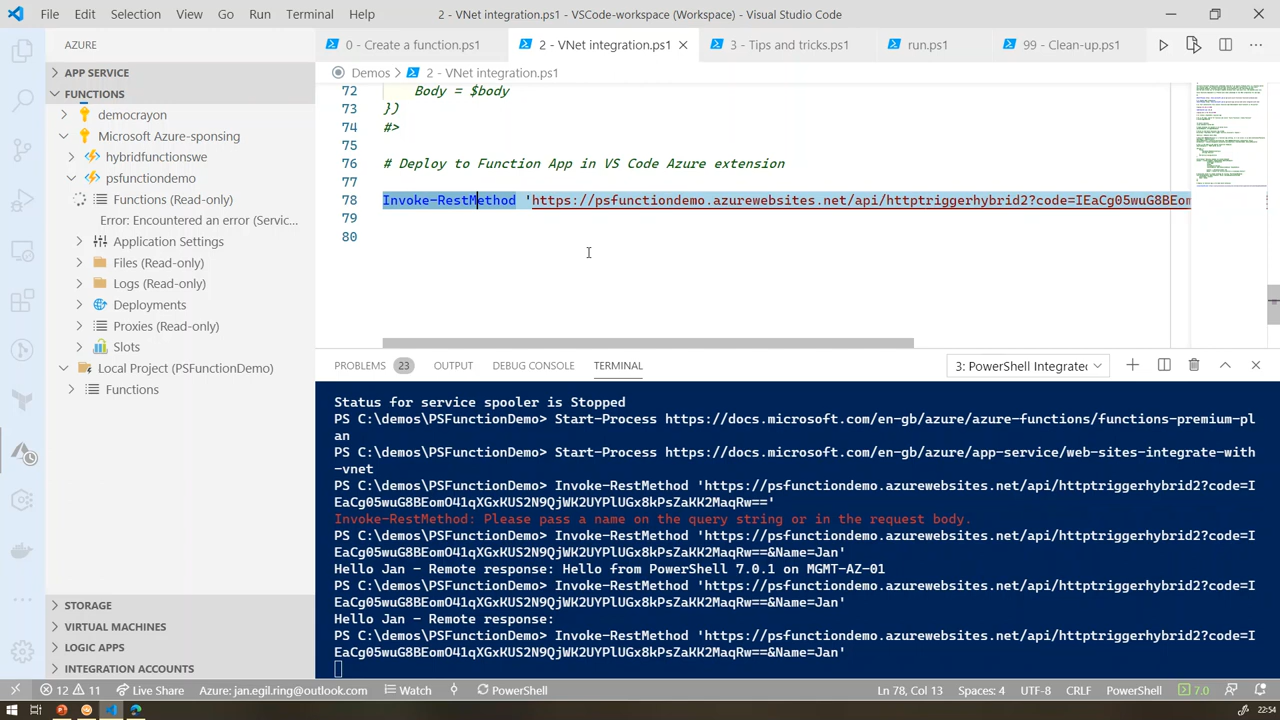 File Edit Selection View Go Run Terminal Help 2 - VNet integration.ps1 - VSCode-workspace (Workspace) - Visual Studio Code
AZURE
0 - Create a function.ps1 2 - VNet integration.ps1 3 - Tips and tricks.ps1 run.ps1 99 - Clean-up.ps1
Demos > 2 - VNet integration.ps1
APP SERVICE
FUNCTIONS
democrayon
Microsoft Azure-sponsing
hybridfunctionswe
psfunctiondemo
Functions (Read-only)
Error: Encountered an error (Servic...
Application Settings
Files (Read-only)
Logs (Read-only)
Deployments
Proxies (Read-only)
Slots
Local Project (PSFunctionDemo)
Functions
STORAGE
VIRTUAL MACHINES
LOGIC APPS
INTEGRATION ACCOUNTS
72 Body = $body
73 })
74 #>
75
76 # Deploy to Funtion App in VS Code Azure extension
77
78 Invoke-RestMethod 'https://psfunctiondemo.azurewebsites.net/api/httptriggerhybrid2?code=IEaCg05wuG8BEom
79
80
PROBLEMS 23 OUTPUT DEBUG CONSOLE TERMINAL 3: PowerShell Integrated
Status for service spooler is Stopped
PS C:\demos\PSFunctionDemo> Start-Process https://docs.microsoft.com/en-gb/azure/azure-functions/functions-premium-pl
an
PS C:\demos\PSFunctionDemo> Start-Process https://docs.microsoft.com/en-gb/azure/app-service/web-sites-integrate-with
-vnet
PS C:\demos\PSFunctionDemo> Invoke-RestMethod 'https://psfunctiondemo.azurewebsites.net/api/httptriggerhybrid2?code=I
EaCg05wuG8BEomO41qXGxKUS2N9QjWK2UYPlUGx8kPsZaKK2MaqRw=='
Invoke-RestMethod: Please pass a name on the query string or in the request body.
PS C:\demos\PSFunctionDemo> Invoke-RestMethod 'https://psfunctiondemo.azurewebsites.net/api/httptriggerhybrid2?code=I
EaCg05wuG8BEomO41qXGxKUS2N9QjWK2UYPlUGx8kPsZaKK2MaqRw==&Name=Jan'
Hello Jan - Remote response: Hello from PowerShell 7.0.1 on MGMT-AZ-01
PS C:\demos\PSFunctionDemo> Invoke-RestMethod 'https://psfunctiondemo.azurewebsites.net/api/httptriggerhybrid2?code=I
EaCg05wuG8BEomO41qXGxKUS2N9QjWK2UYPlUGx8kPsZaKK2MaqRw==&Name=Jan'
Hello Jan - Remote response:
PS C:\demos\PSFunctionDemo> Invoke-RestMethod 'https://psfunctiondemo.azurewebsites.net/api/httptriggerhybrid2?code=I
EaCg05wuG8BEomO41qXGxKUS2N9QjWK2UYPlUGx8kPsZaKK2MaqRw==&Name=Jan'
12 11 Live Share Azure: jan.egil.ring@outlook.com Watch PowerShell Ln 78, Col 13 Spaces: 4 UTF-8 CRLF PowerShell 7.0
22:54